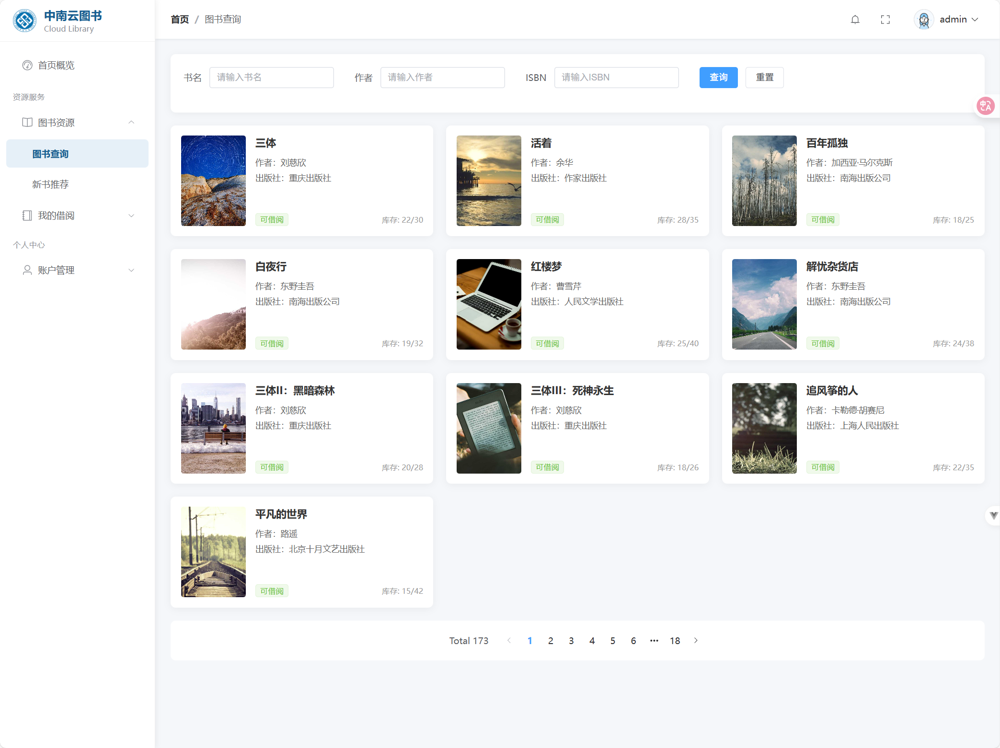 中南云图书
Cloud Library
首页 / 图书查询
admin
首页概览
资源服务
图书资源
图书查询
新书推荐
我的借阅
个人中心
账户管理
书名 请输入书名 作者 请输入作者 ISBN 请输入ISBN 查询 重置
三体
作者：刘慈欣
出版社：重庆出版社
可借阅 库存: 22/30
活着
作者：余华
出版社：作家出版社
可借阅 库存: 28/35
百年孤独
作者：加西亚·马尔克斯
出版社：南海出版公司
可借阅 库存: 18/25
白夜行
作者：东野圭吾
出版社：南海出版公司
可借阅 库存: 19/32
红楼梦
作者：曹雪芹
出版社：人民文学出版社
可借阅 库存: 25/40
解忧杂货店
作者：东野圭吾
出版社：南海出版公司
可借阅 库存: 24/38
三体II：黑暗森林
作者：刘慈欣
出版社：重庆出版社
可借阅 库存: 20/28
三体III：死神永生
作者：刘慈欣
出版社：重庆出版社
可借阅 库存: 18/26
追风筝的人
作者：卡勒德·胡赛尼
出版社：上海人民出版社
可借阅 库存: 22/35
平凡的世界
作者：路遥
出版社：北京十月文艺出版社
可借阅 库存: 15/42
Total 173 1 2 3 4 5 6 ••• 18